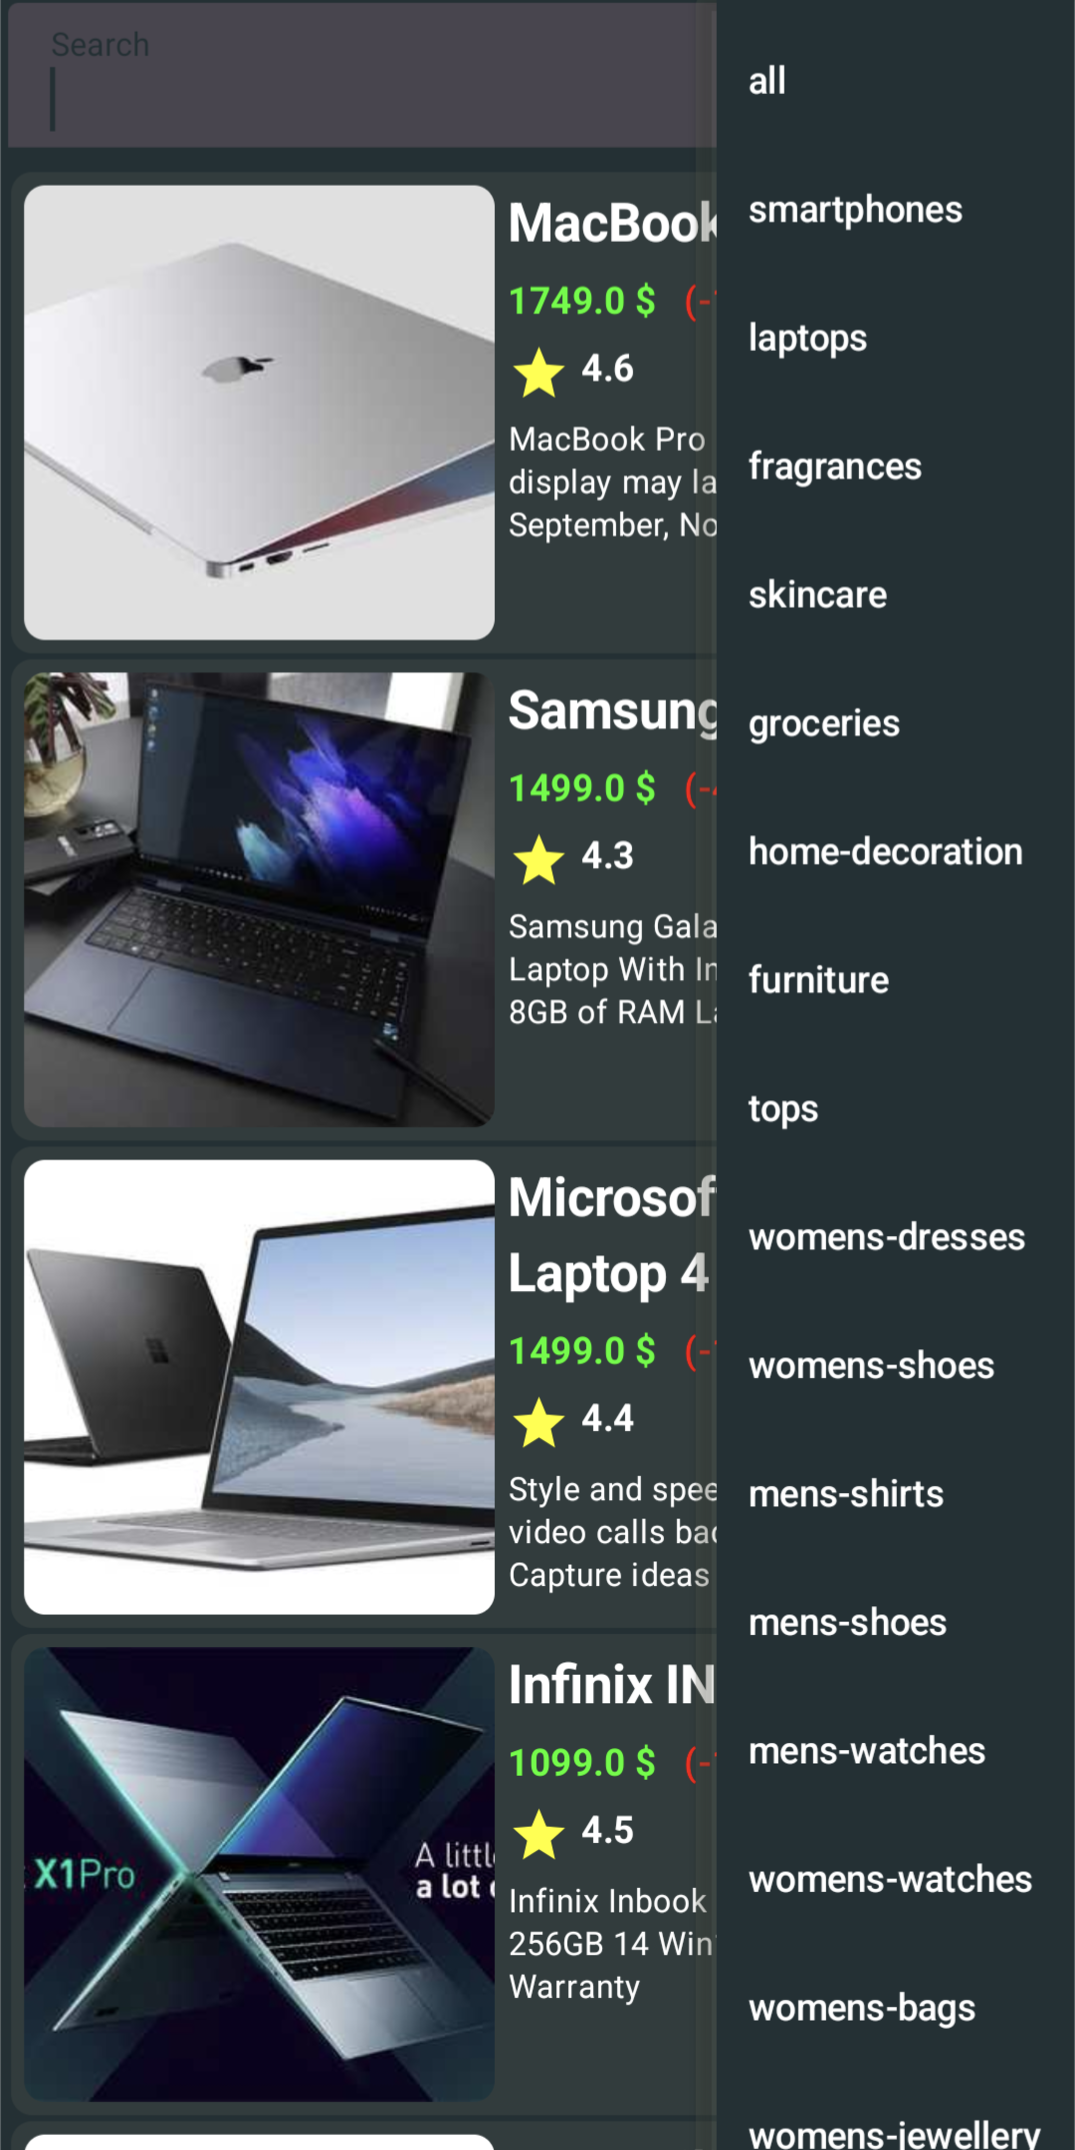 Search
MacBook
1749.0 $ (-
4.6
MacBook Pro
display may la
September, No
Samsung
1499.0 $ (-4
4.3
Samsung Gala
Laptop With In
8GB of RAM La
Microsof
Laptop 4
1499.0 $ (-
4.4
Style and spee
video calls bac
Capture ideas
X1Pro
A littl
a lot
Infinix IN
1099.0 $ (-
4.5
Infinix Inbook
256GB 14 Win
Warranty
all
smartphones
laptops
fragrances
skincare
groceries
home-decoration
furniture
tops
womens-dresses
womens-shoes
mens-shirts
mens-shoes
mens-watches
womens-watches
womens-bags
womens-jewellery